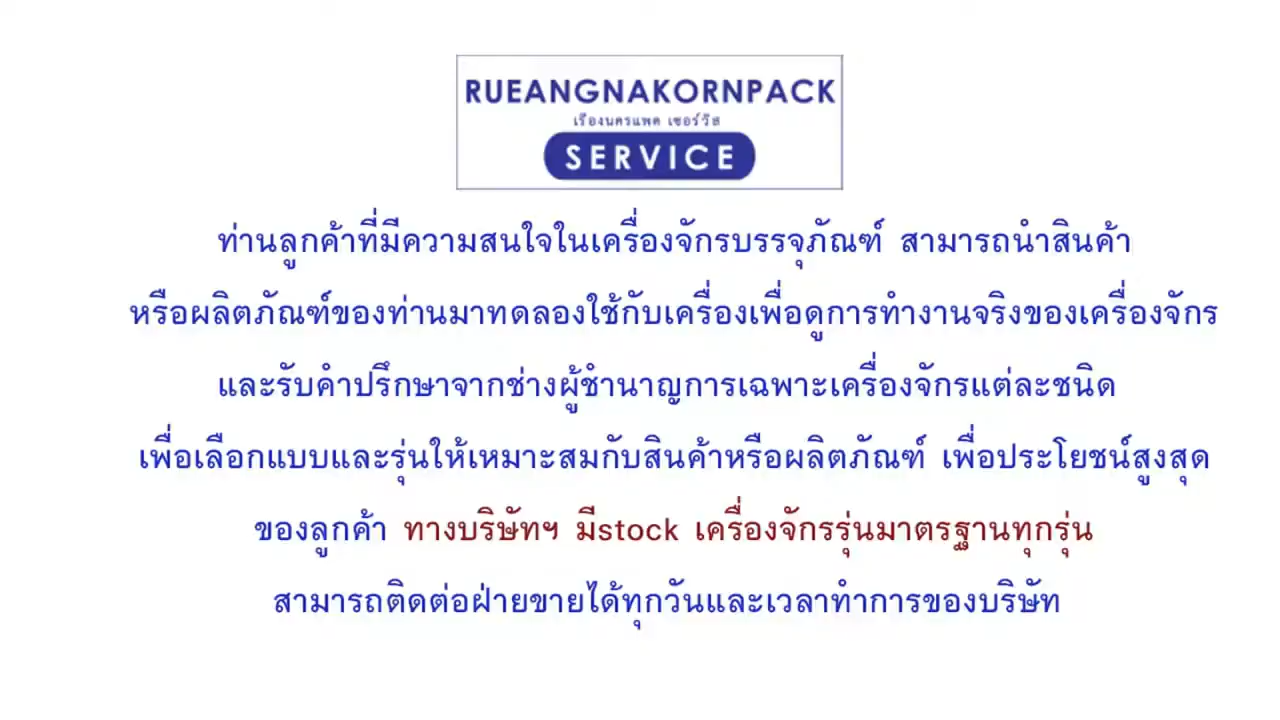 RUEANGNAKORNPACK
เรืองนครแพค เซอร์วิส
SERVICE
ท่านลูกค้าที่มีความสนใจในเครื่องจักรบรรจุภัณฑ์ สามารถนำสินค้า
หรือผลิตภัณฑ์ของท่านมาทดลองใช้กับเครื่องเพื่อดูการทำงานจริงของเครื่องจักร
และรับคำปรึกษาจากช่างผู้ชำนาญการเฉพาะเครื่องจักรแต่ละชนิด
เพื่อเลือกแบบและรุ่นให้เหมาะสมกับสินค้าหรือผลิตภัณฑ์ เพื่อประโยชน์สูงสุด
ของลูกค้า ทางบริษัทฯ มีstock เครื่องจักรรุ่นมาตรฐานทุกรุ่น
สามารถติดต่อฝ่ายขายได้ทุกวันและเวลาทำการของบริษัท